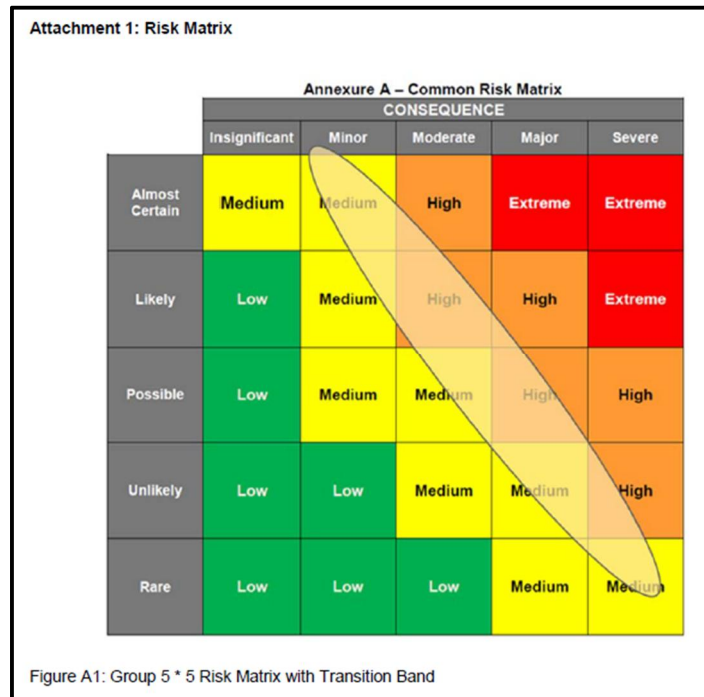 Attachment 1: Risk Matrix
Annexure A – Common Risk Matrix
CONSEQUENCE
Insignificant Minor Moderate Major Severe
Almost
Certain
Medium Medium High Extreme Extreme
Likely Low Medium High High Extreme
Possible Low Medium Medium High High
Unlikely Low Low Medium Medium High
Rare Low Low Low Medium Medium
Figure A1: Group 5 * 5 Risk Matrix with Transition Band